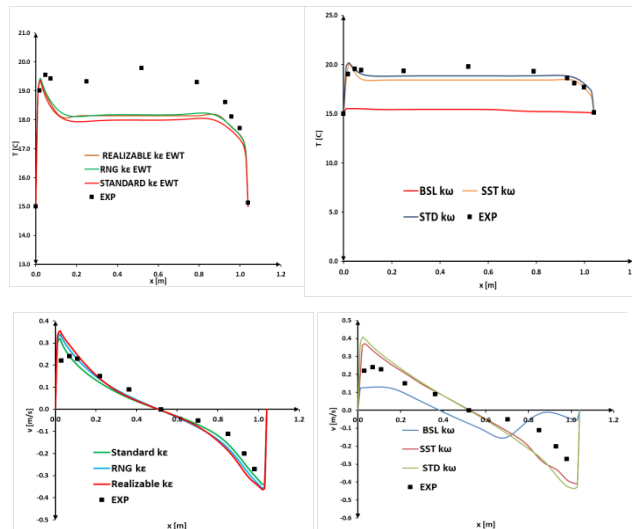 21.0
20.0
19.0
18.0
17.0
16.0
15.0
14.0
13.0
T [C]
REALIZABLE kε EWT
RNG kε EWT
STANDARD kε EWT
EXP
0.0 0.2 0.4 0.6 0.8 1.0 1.2
x [m]
25.0
20.0
15.0
10.0
5.0
0.0
T [C]
BSL kω SST kω
STD kω EXP
0.0 0.2 0.4 0.6 0.8 1.0 1.2
x [m]
0.4
0.3
0.2
0.1
0
-0.1
-0.2
-0.3
-0.4
-0.5
v [m/s]
0.0 0.2 0.4 0.6 0.8 1.0 1.2
Standard kε
RNG kε
Realizable kε
EXP
x [m]
0.5
0.4
0.3
0.2
0.1
0
-0.1
-0.2
-0.3
-0.4
-0.5
-0.6
v [m/s]
0.0 0.2 0.4 0.6 0.8 1.0 1.2
BSL kω
SST kω
STD kω
EXP
x [m]